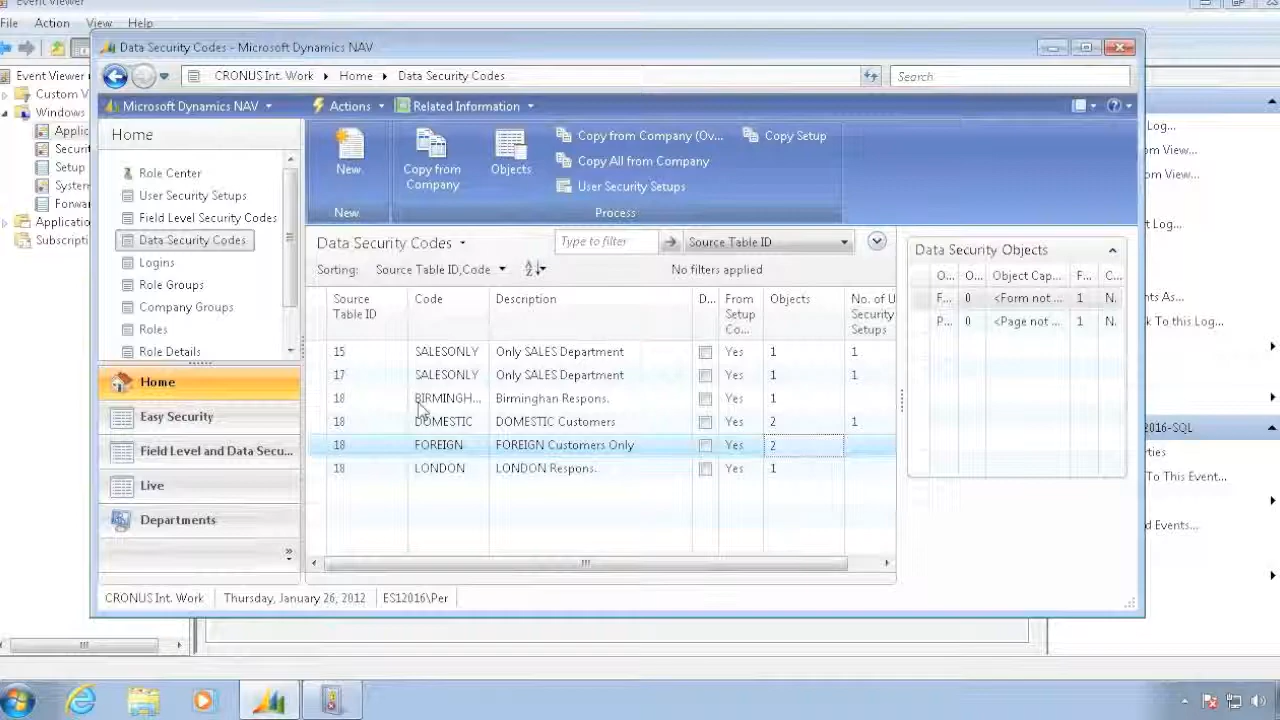 Event Viewer
File Action View Help
Data Security Codes - Microsoft Dynamics NAV
CRONUS Int. Work Home Data Security Codes
Search
Microsoft Dynamics NAV
Actions
Related Information
Event Viewer
Custom V
Windows
Applic
Securit
Setup
System
Forwar
Applicatio
Subscripti
Home
Role Center
User Security Setups
Field Level Security Codes
Data Security Codes
Logins
Role Groups
Company Groups
Roles
Role Details
Home
Easy Security
Field Level and Data Secu...
Live
Departments
New
Copy from Company
Objects
Copy from Company (Ov...
Copy All from Company
User Security Setups
Copy Setup
New
Process
Data Security Codes
Type to filter
Source Table ID
Sorting: Source Table ID,Code
No filters applied
Source Table ID Code Description D... From Setup Co... Objects No. of U Security Setups
15 SALESONLY Only SALES Department Yes 1 1
17 SALESONLY Only SALES Department Yes 1 1
18 BIRMINGH... Birminghan Respons. Yes 1
18 DOMESTIC DOMESTIC Customers Yes 2 1
18 FOREIGN FOREIGN Customers Only Yes 2
18 LONDON LONDON Respons. Yes 1
Data Security Objects
O... O... Object Cap... F... C...
F... 0 <Form not ... 1 N.
P... 0 <Page not ... 1 N.
Log...
om View...
om View...
t Log...
nts As...
k To this Log...
2016-SQL
ties
To This Event...
d Events...
CRONUS Int. Work Thursday, January 26, 2012 ES12016\Per